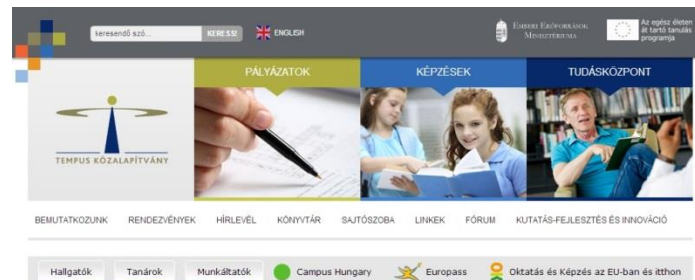 keresendő szó...
KERESSE
ENGLISH
Emberi Erőforrások
Minisztériuma
Az egész életen
át tartó tanulás
programja
PÁLYÁZATOK
KÉPZÉSEK
TUDÁSKÖZPONT
TEMPUS KÖZALAPÍTVÁNY
BEMUTATKOZUNK
RENDEZVÉNYEK
HÍRLEVÉL
KÖNYVTÁR
SAJTÓSZOBA
LINKEK
FÓRUM
KUTATÁS-FEJLESZTÉS ÉS INNOVÁCIÓ
Hallgatók
Tanárok
Munkáltatók
Campus Hungary
Europass
Oktatás és Képzés az EU-ban és itthon